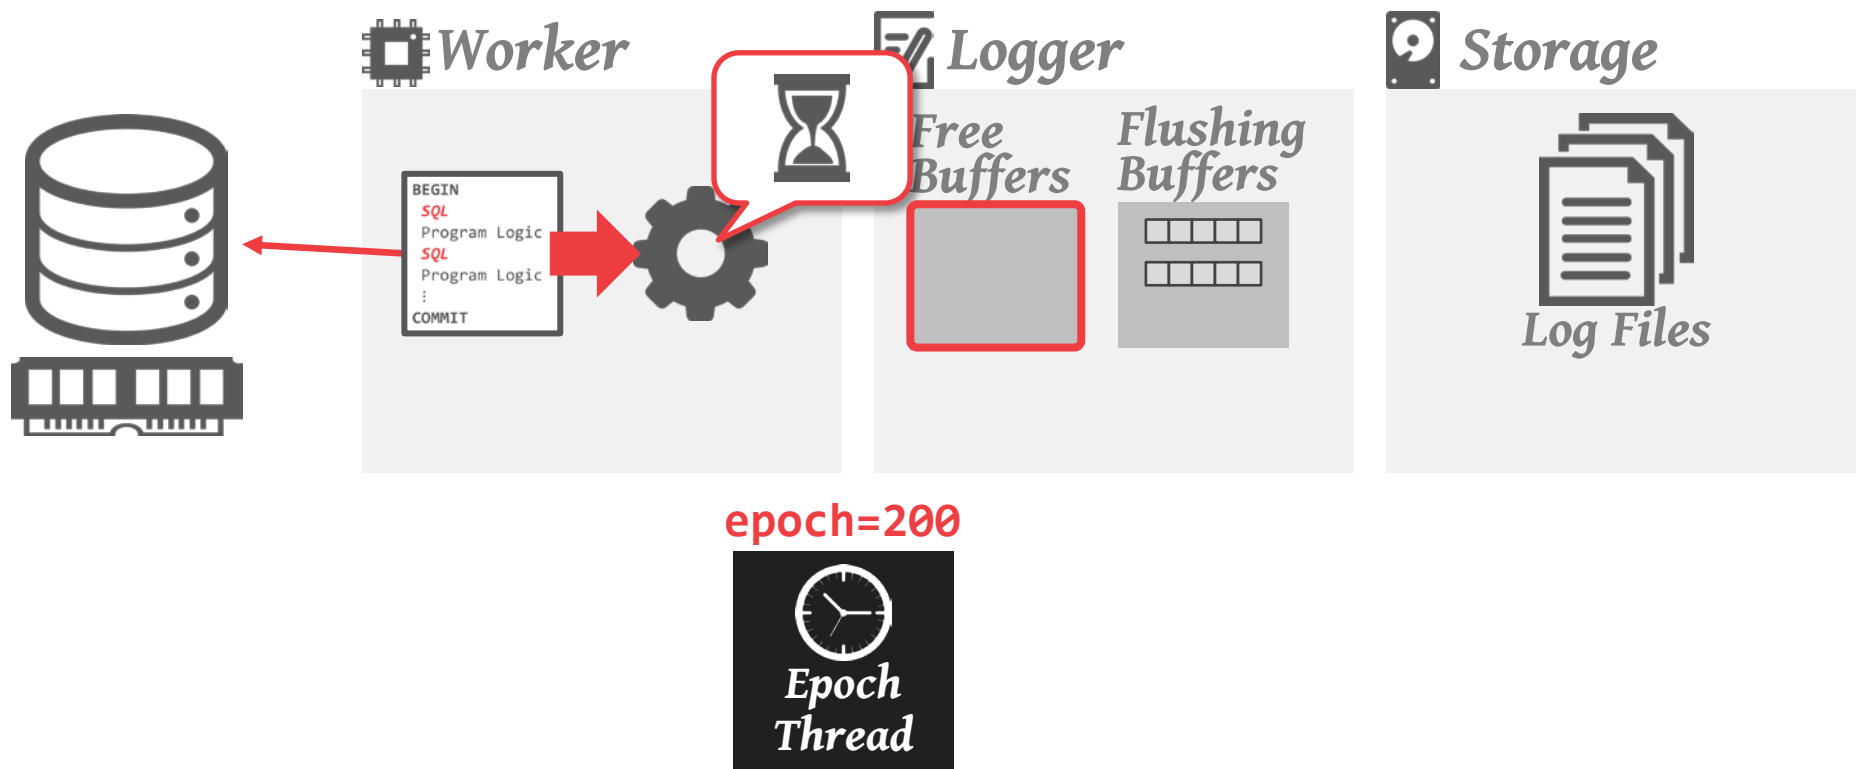 Worker
Logger
Storage
Free
Buffers
Flushing
Buffers
BEGIN
SQL
Program Logic
SQL
Program Logic
⋮
COMMIT
Log Files
epoch=200
Epoch
Thread